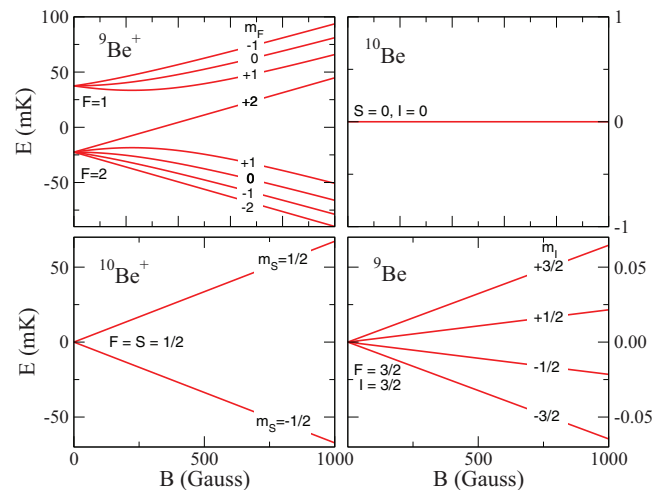 ⁹Be⁺
m_F
-1
0
+1
+2
F=1
F=2
+1
0
-1
-2
100
50
0
-50
E (mK)
¹⁰Be
S = 0, I = 0
1
0
-1
¹⁰Be⁺
m_S=1/2
F = S = 1/2
m_S=-1/2
50
0
-50
E (mK)
0
500
1000
B (Gauss)
⁹Be
m_I
+3/2
+1/2
-1/2
-3/2
F = 3/2
I = 3/2
0.05
0.00
-0.05
0
500
1000
B (Gauss)